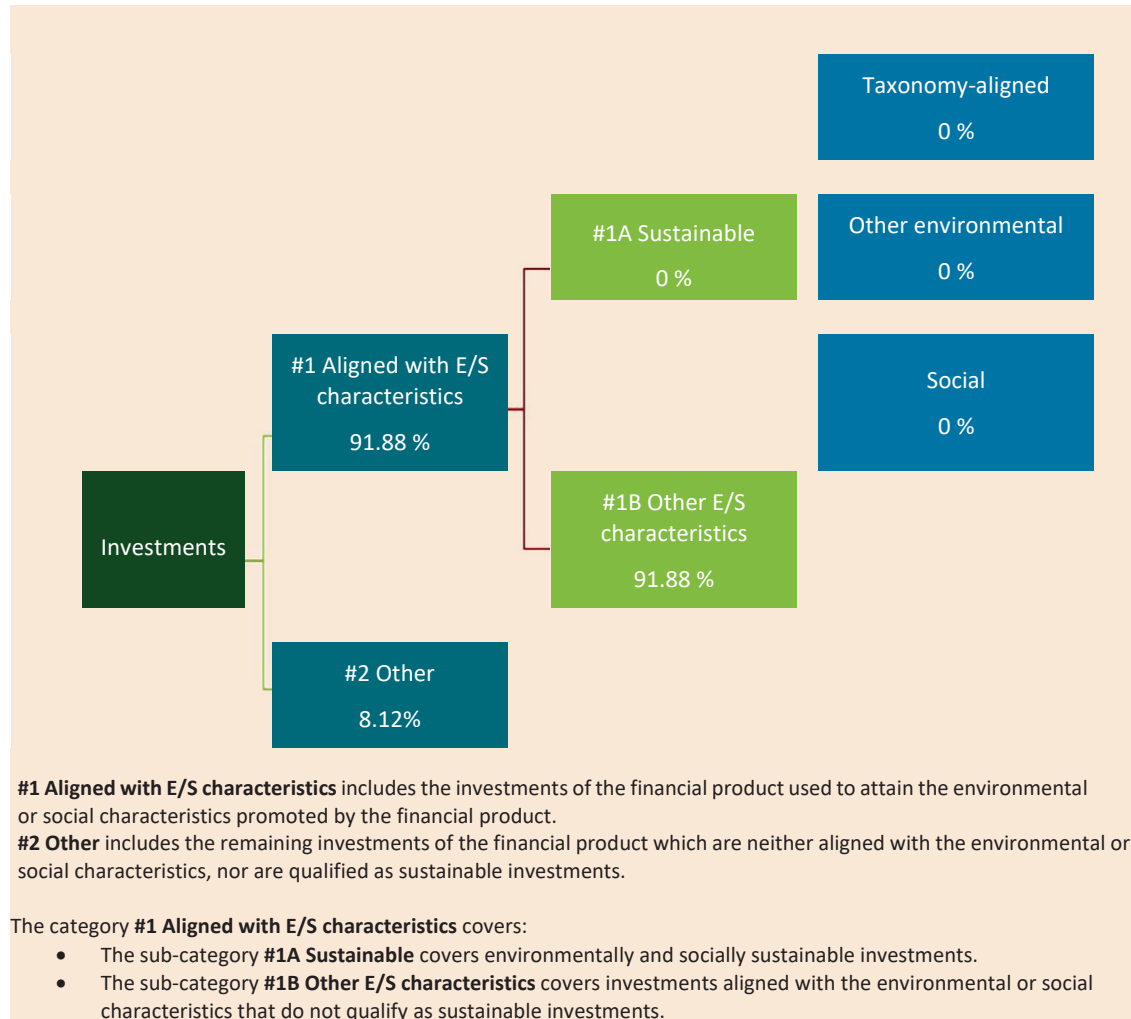 Taxonomy-aligned
0 %
#1A Sustainable
0 %
Other environmental
0 %
#1 Aligned with E/S
characteristics
91.88 %
Social
0 %
Investments
#1B Other E/S
characteristics
91.88 %
#2 Other
8.12%
#1 Aligned with E/S characteristics includes the investments of the financial product used to attain the environmental
or social characteristics promoted by the financial product.
#2 Other includes the remaining investments of the financial product which are neither aligned with the environmental or
social characteristics, nor are qualified as sustainable investments.
The category #1 Aligned with E/S characteristics covers:
• The sub-category #1A Sustainable covers environmentally and socially sustainable investments.
• The sub-category #1B Other E/S characteristics covers investments aligned with the environmental or social
characteristics that do not qualify as sustainable investments.